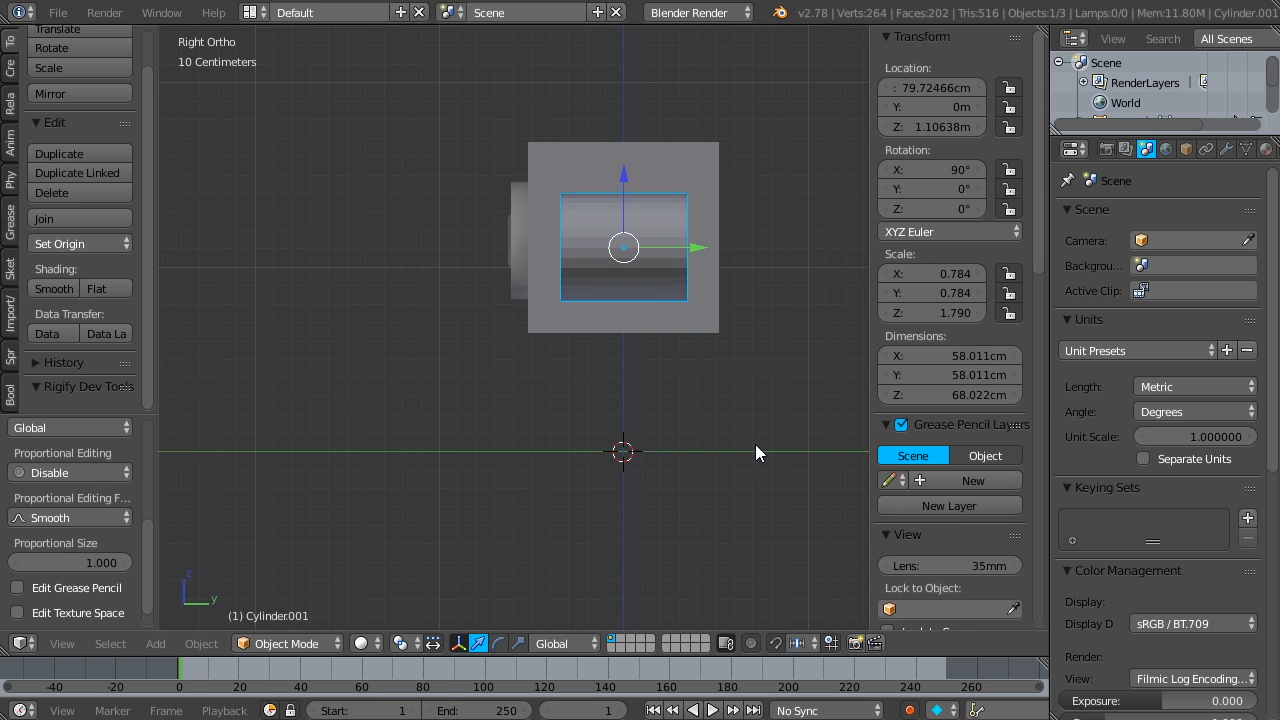 File Render Window Help Default Scene Blender Render v2.78 | Verts:264 | Faces:202 | Tris:516 | Objects:1/3 | Lamps:0/0 | Mem:11.80M | Cylinder.001
To
Cre
Rela
Anim
Phy
Grease
Sket
Import/
Spr
Bool
Translate
Rotate
Scale
Mirror
Edit
Duplicate
Duplicate Linked
Delete
Join
Set Origin
Shading:
Smooth Flat
Data Transfer:
Data Data La
History
Rigify Dev Tools
Global
Proportional Editing
Disable
Proportional Editing F...
Smooth
Proportional Size
1.000
Edit Grease Pencil
Edit Texture Space
Right Ortho
10 Centimeters
z
y
(1) Cylinder.001
Transform
Location:
: 79.72466cm
Y: 0m
Z: 1.10638m
Rotation:
X: 90°
Y: 0°
Z: 0°
XYZ Euler
Scale:
X: 0.784
Y: 0.784
Z: 1.790
Dimensions:
X: 58.011cm
Y: 58.011cm
Z: 68.022cm
Grease Pencil Layers
Scene Object
New
New Layer
View
Lens: 35mm
Lock to Object:
View Search All Scenes
Scene
RenderLayers
World
Scene
Scene
Camera:
Backgrou...
Active Clip:
Units
Unit Presets
Length: Metric
Angle: Degrees
Unit Scale: 1.000000
Separate Units
Keying Sets
Color Management
Display:
Display D sRGB / BT.709
Render:
View: Filmic Log Encoding...
Exposure: 0.000
View Select Add Object Object Mode Global
-40 -20 0 20 40 60 80 100 120 140 160 180 200 220 240 260
View Marker Frame Playback Start: 1 End: 250 1 No Sync